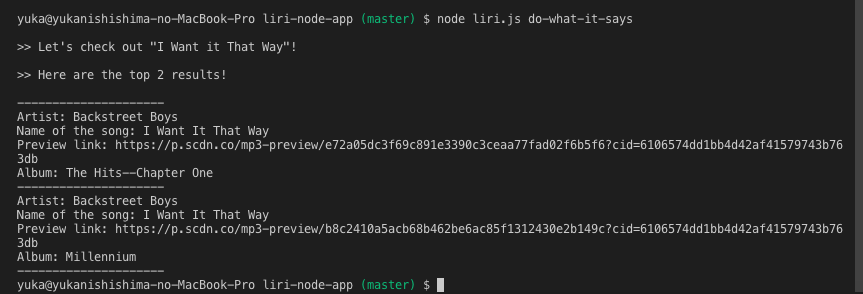 yuka@yukanishishima-no-MacBook-Pro liri-node-app (master) $ node liri.js do-what-it-says
>> Let's check out "I Want it That Way"!
>> Here are the top 2 results!
---------------------
Artist: Backstreet Boys
Name of the song: I Want It That Way
Preview link: https://p.scdn.co/mp3-preview/e72a05dc3f69c891e3390c3ceaa77fad02f6b5f6?cid=6106574dd1bb4d42af41579743b76
3db
Album: The Hits--Chapter One
---------------------
Artist: Backstreet Boys
Name of the song: I Want It That Way
Preview link: https://p.scdn.co/mp3-preview/b8c2410a5acb68b462be6ac85f1312430e2b149c?cid=6106574dd1bb4d42af41579743b76
3db
Album: Millennium
---------------------
yuka@yukanishishima-no-MacBook-Pro liri-node-app (master) $